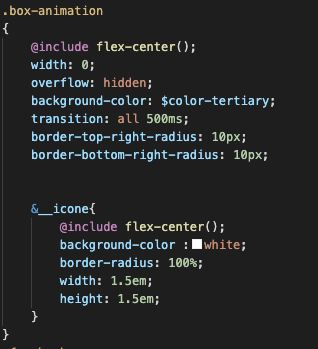 .box-animation
{
@include flex-center();
width: 0;
overflow: hidden;
background-color: $color-tertiary;
transition: all 500ms;
border-top-right-radius: 10px;
border-bottom-right-radius: 10px;
&__icone{
@include flex-center();
background-color :white;
border-radius: 100%;
width: 1.5em;
height: 1.5em;
}
}